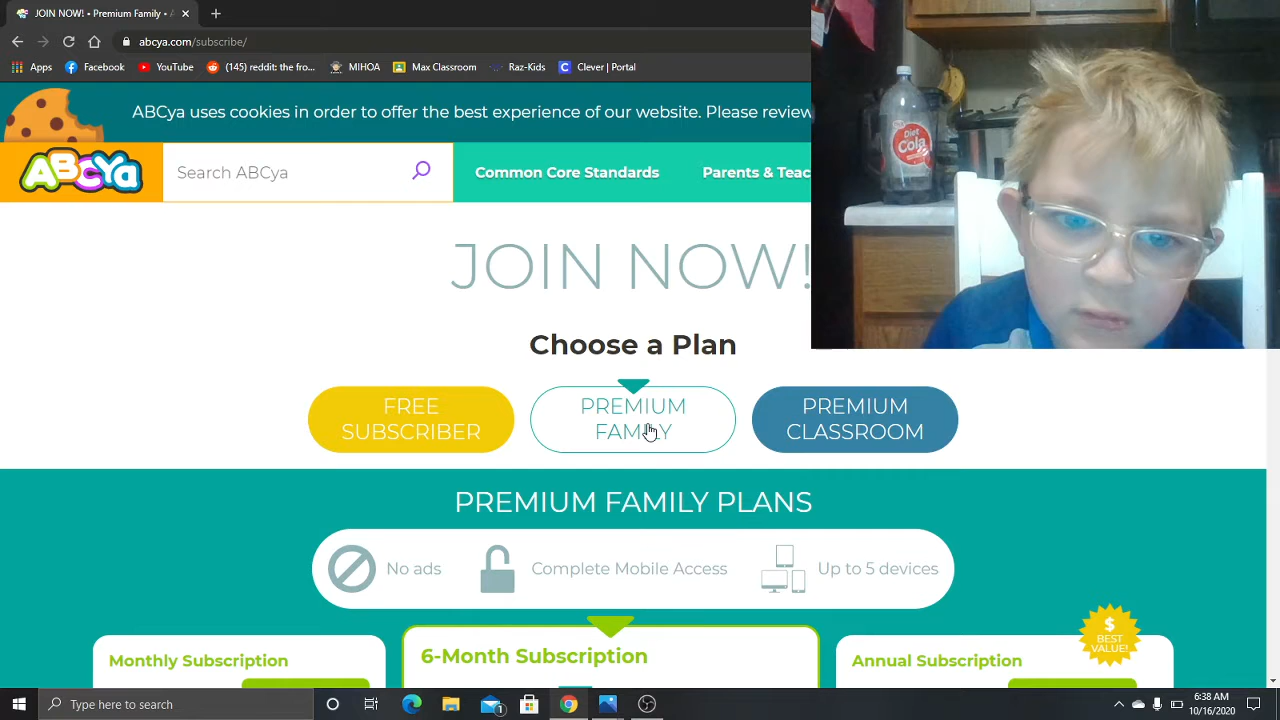 JOIN NOW! Family - A
abcya.com/subscribe/
Apps Facebook YouTube (145) reddit: the fro... MIHOA Max Classroom Raz-Kids Clever | Portal
ABCya uses cookies in order to offer the best experience of our website. Please review
ABCYa Search ABCya Common Core Standards Parents & Teac
Diet
Cola
JOIN NOW!
Choose a Plan
FREE
SUBSCRIBER
PREMIUM
FAMILY
PREMIUM
CLASSROOM
PREMIUM FAMILY PLANS
No ads Complete Mobile Access Up to 5 devices
$
BEST
VALUE!
Monthly Subscription
6-Month Subscription
Annual Subscription
Type here to search
1
6:38 AM
10/16/2020